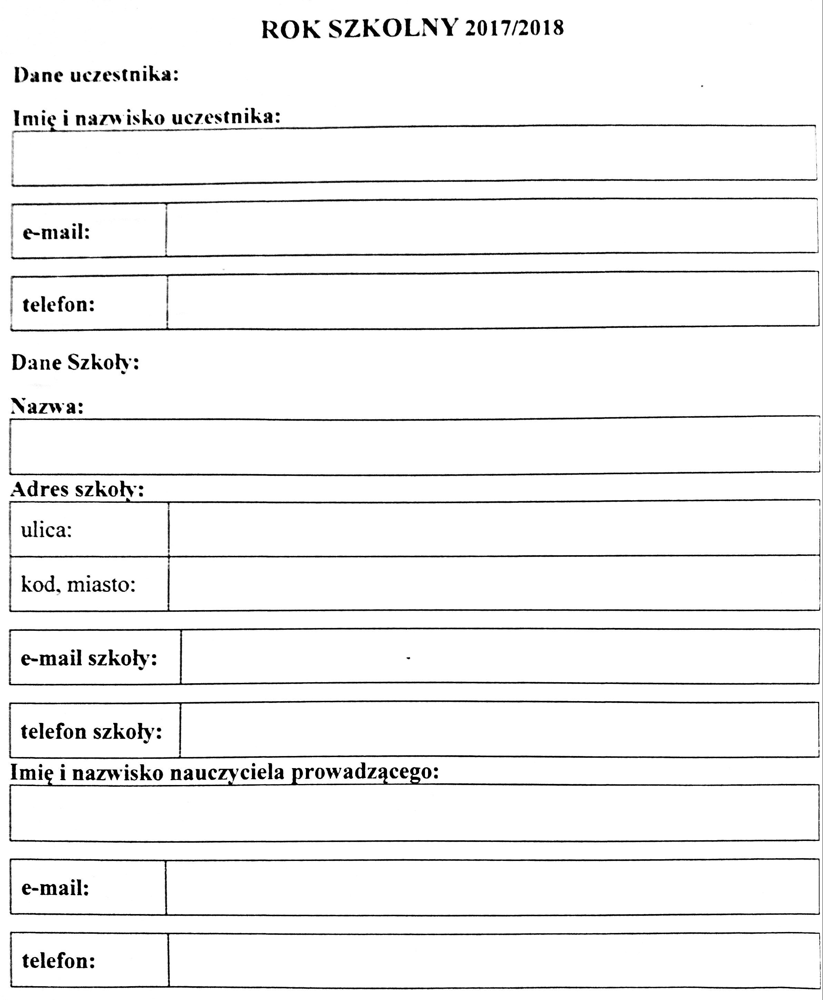 ROK SZKOLNY 2017/2018
Dane uczestnika:
Imię i nazwisko uczestnika:
e-mail:
telefon:
Dane Szkoły:
Nazwa:
Adres szkoły:
ulica:
kod, miasto:
e-mail szkoły:
telefon szkoły:
Imię i nazwisko nauczyciela prowadzącego:
e-mail:
telefon: